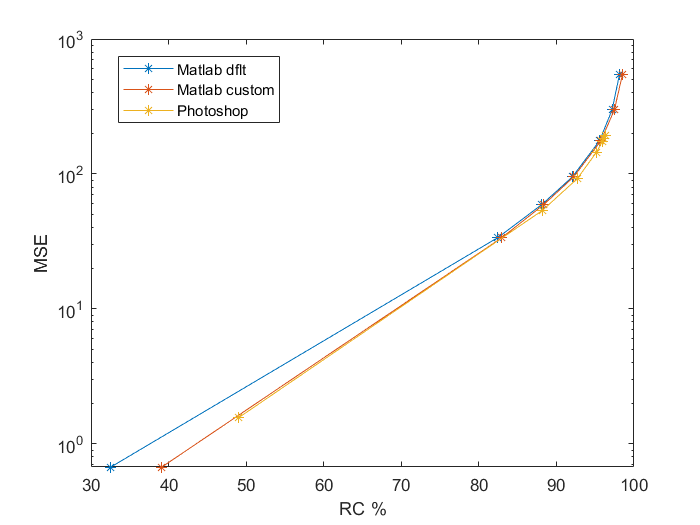 10^3
Matlab dflt
Matlab custom
Photoshop
10^2
MSE
10^1
10^0
30 40 50 60 70 80 90 100
RC %